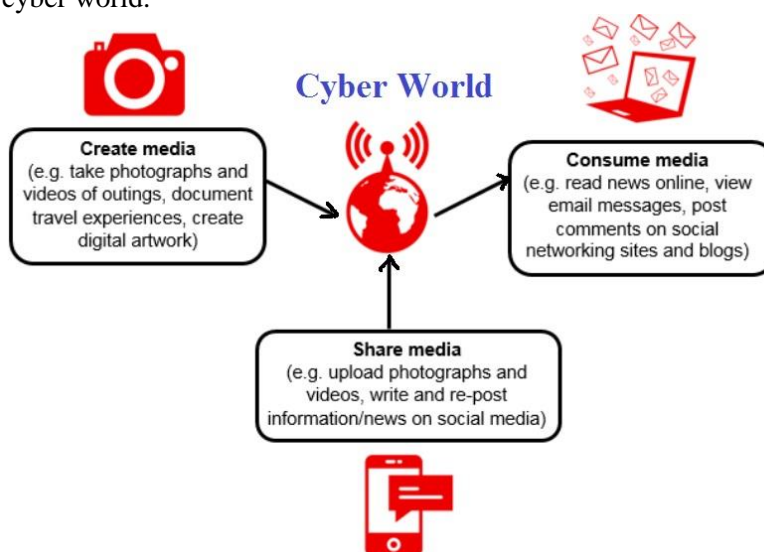 cyber world.
Cyber World
Create media
(e.g. take photographs and
videos of outings, document
travel experiences, create
digital artwork)
Consume media
(e.g. read news online, view
email messages, post
comments on social
networking sites and blogs)
Share media
(e.g. upload photographs and
videos, write and re-post
information/news on social media)